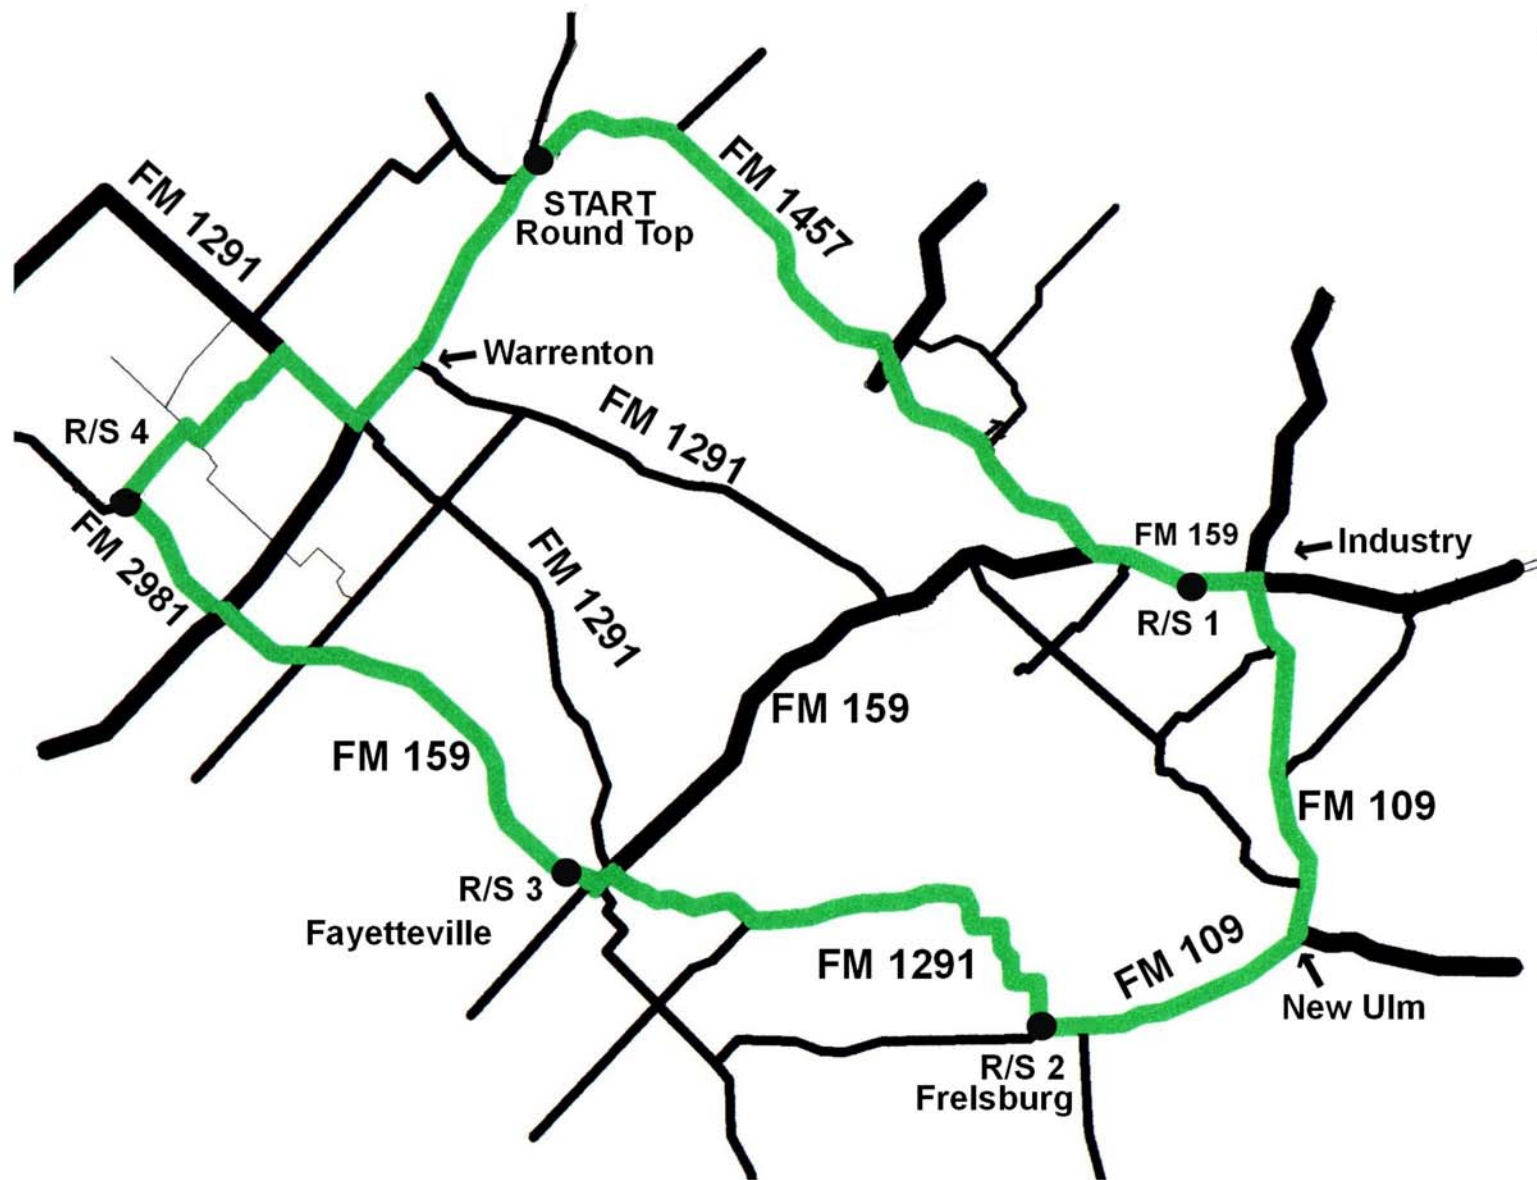 FM 1291
START
Round Top
FM 1457
Warrenton
FM 1291
R/S 4
FM 2981
FM 1291
FM 159
Industry
R/S 1
FM 159
FM 159
FM 109
R/S 3
Fayetteville
FM 1291
FM 109
New Ulm
R/S 2
Frelsburg